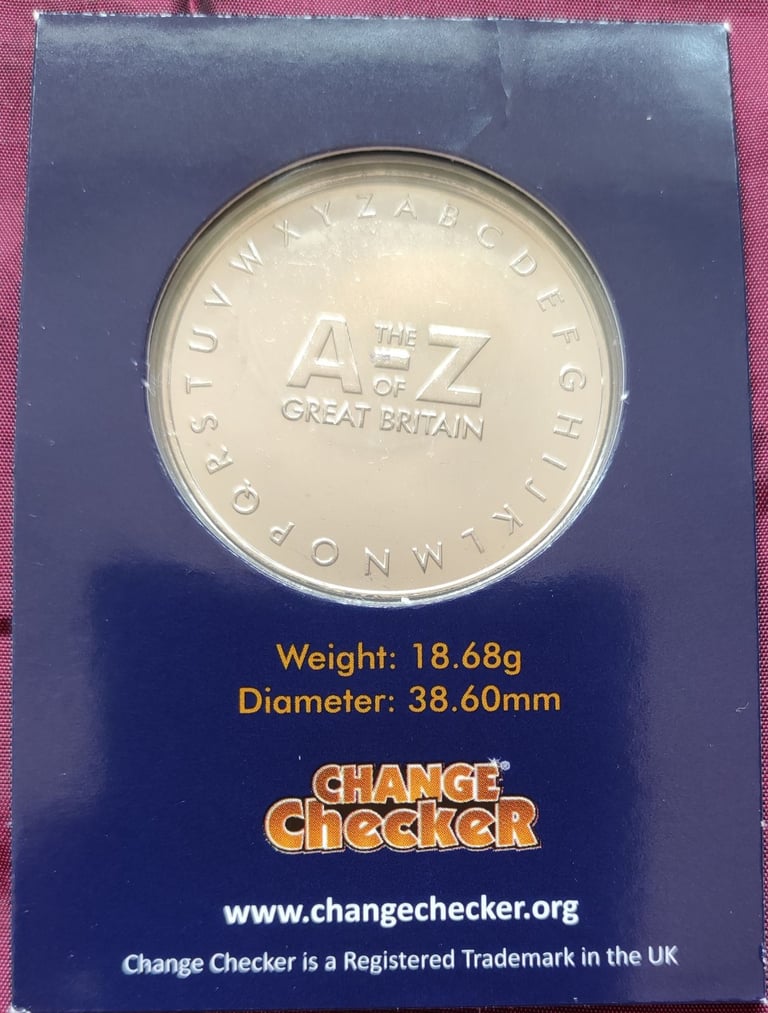 A B C D E F G H I J K L M N O P Q R S T U V W X Y Z
A THE Z
OF
GREAT BRITAIN
Weight: 18.68g
Diameter: 38.60mm
CHANGE®
CHecKeR
www.changechecker.org
Change Checker is a Registered Trademark in the UK